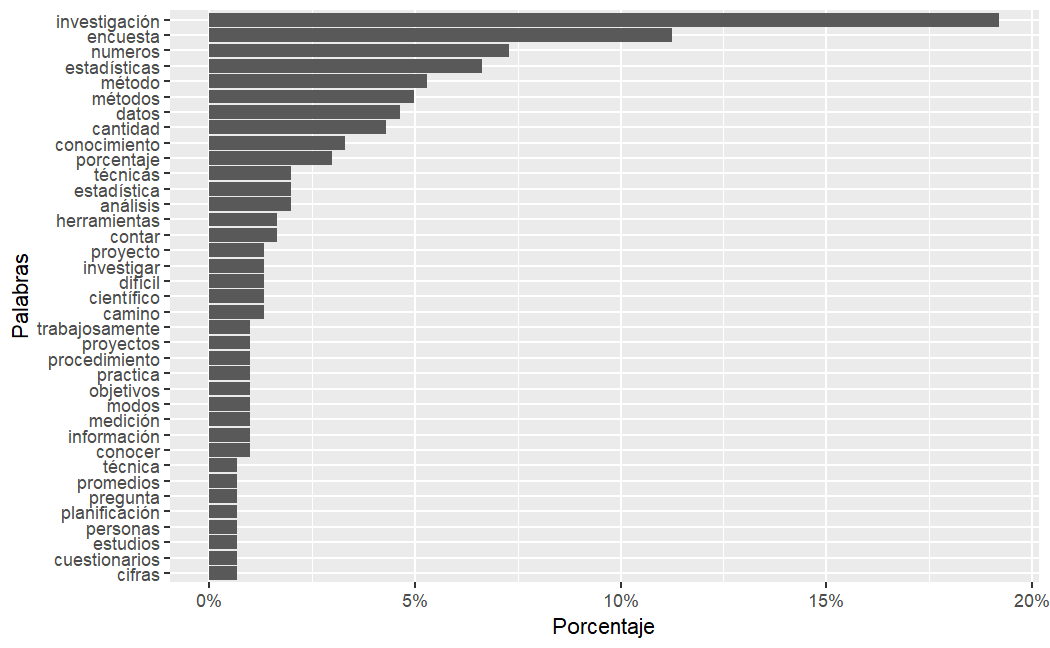 investigación
encuesta
numeros
estadísticas
método
métodos
datos
cantidad
conocimiento
porcentaje
técnicas
estadística
análisis
herramientas
contar
proyecto
investigar
dificil
científico
camino
trabajosamente
proyectos
procedimiento
practica
objetivos
modos
medición
información
conocer
técnica
promedios
pregunta
planificación
personas
estudios
cuestionarios
cifras
Palabras
0% 5% 10% 15% 20%
Porcentaje